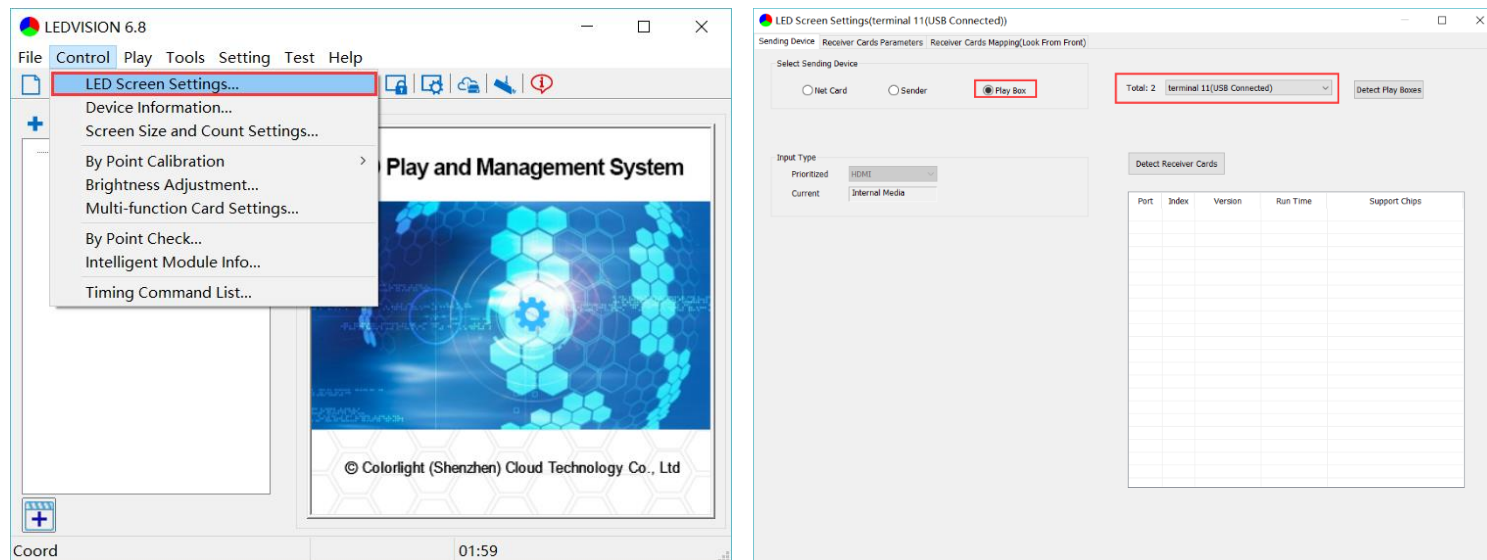 LEDVISION 6.8
File Control Play Tools Setting Test Help
LED Screen Settings...
Device Information...
Screen Size and Count Settings...
By Point Calibration
Brightness Adjustment...
Multi-function Card Settings...
By Point Check...
Intelligent Module Info...
Timing Command List...
Play and Management System
© Colorlight (Shenzhen) Cloud Technology Co., Ltd
Coord 01:59
LED Screen Settings(terminal 11(USB Connected))
Sending Device Receiver Cards Parameters Receiver Cards Mapping(Look From Front)
Select Sending Device
Net Card Sender Play Box Total: 2 terminal 11(USB Connected) Detect Play Boxes
Input Type
Prioritized HDMI Detect Receiver Cards
Current Internal Media
Port Index Version Run Time Support Chips